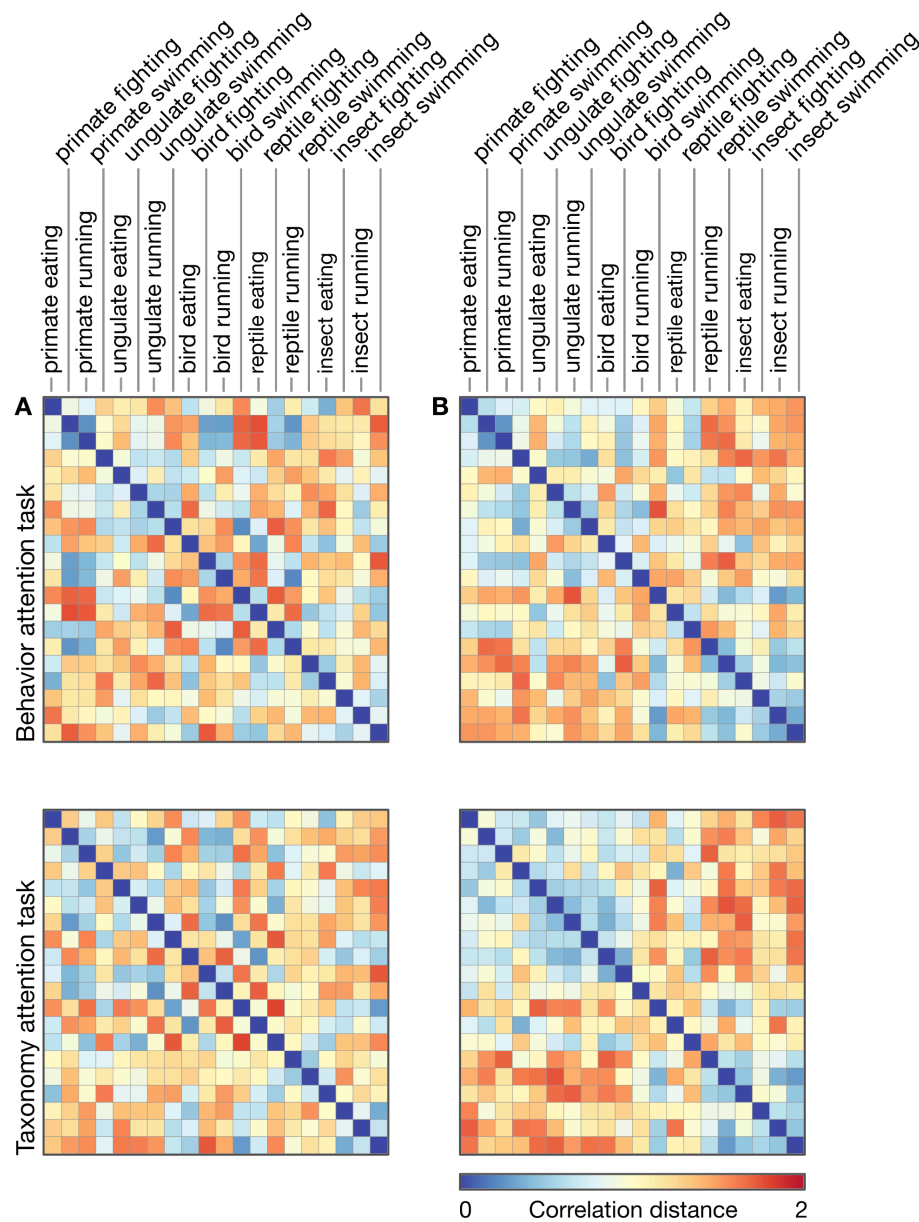 primate fighting
primate swimming
ungulate fighting
ungulate swimming
bird fighting
bird swimming
reptile fighting
reptile swimming
insect fighting
insect swimming
primate eating
primate running
ungulate eating
ungulate running
bird eating
bird running
reptile eating
reptile running
insect eating
insect running
primate fighting
primate swimming
ungulate fighting
ungulate swimming
bird fighting
bird swimming
reptile fighting
reptile swimming
insect fighting
insect swimming
primate eating
primate running
ungulate eating
ungulate running
bird eating
bird running
reptile eating
reptile running
insect eating
insect running
A
B
Behavior attention task
Taxonomy attention task
0 Correlation distance 2